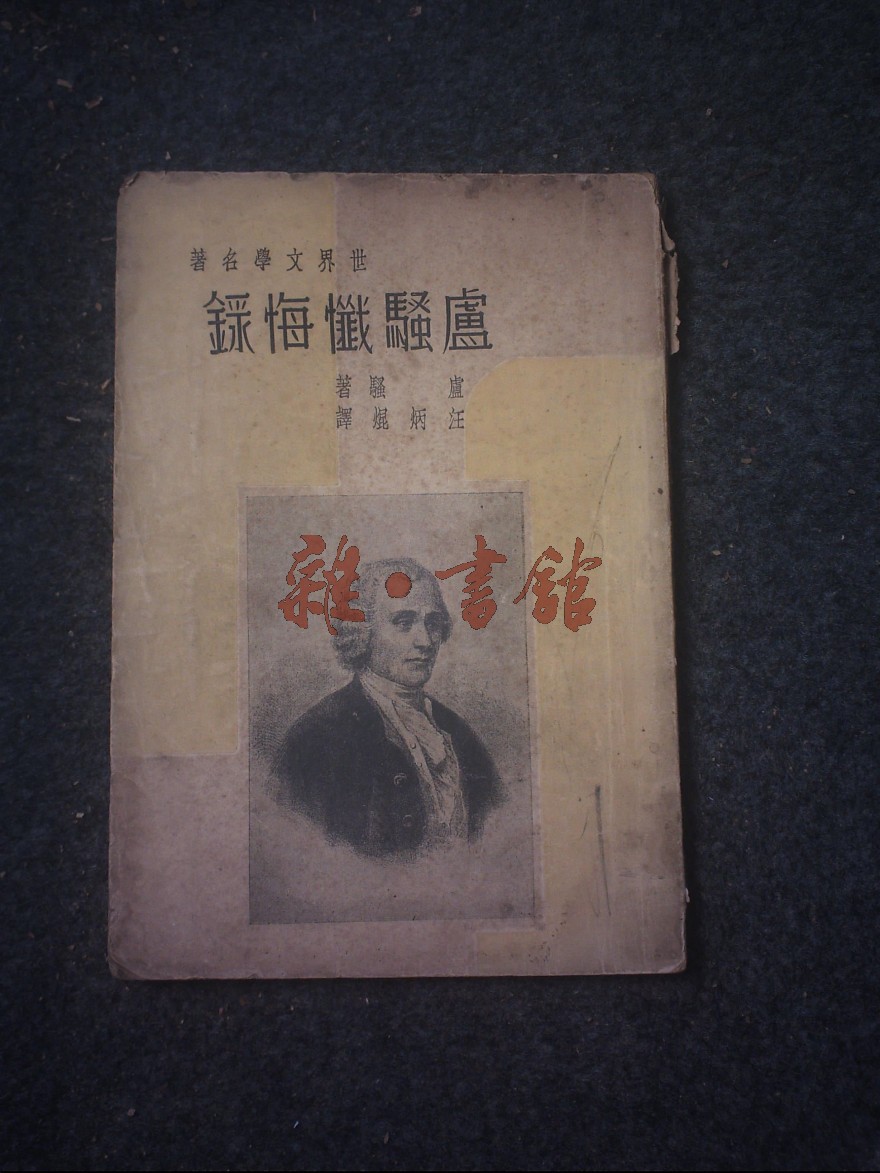 世界文學名著
盧騷懺悔錄
盧騷著
汪炳焜譯
雜•書館